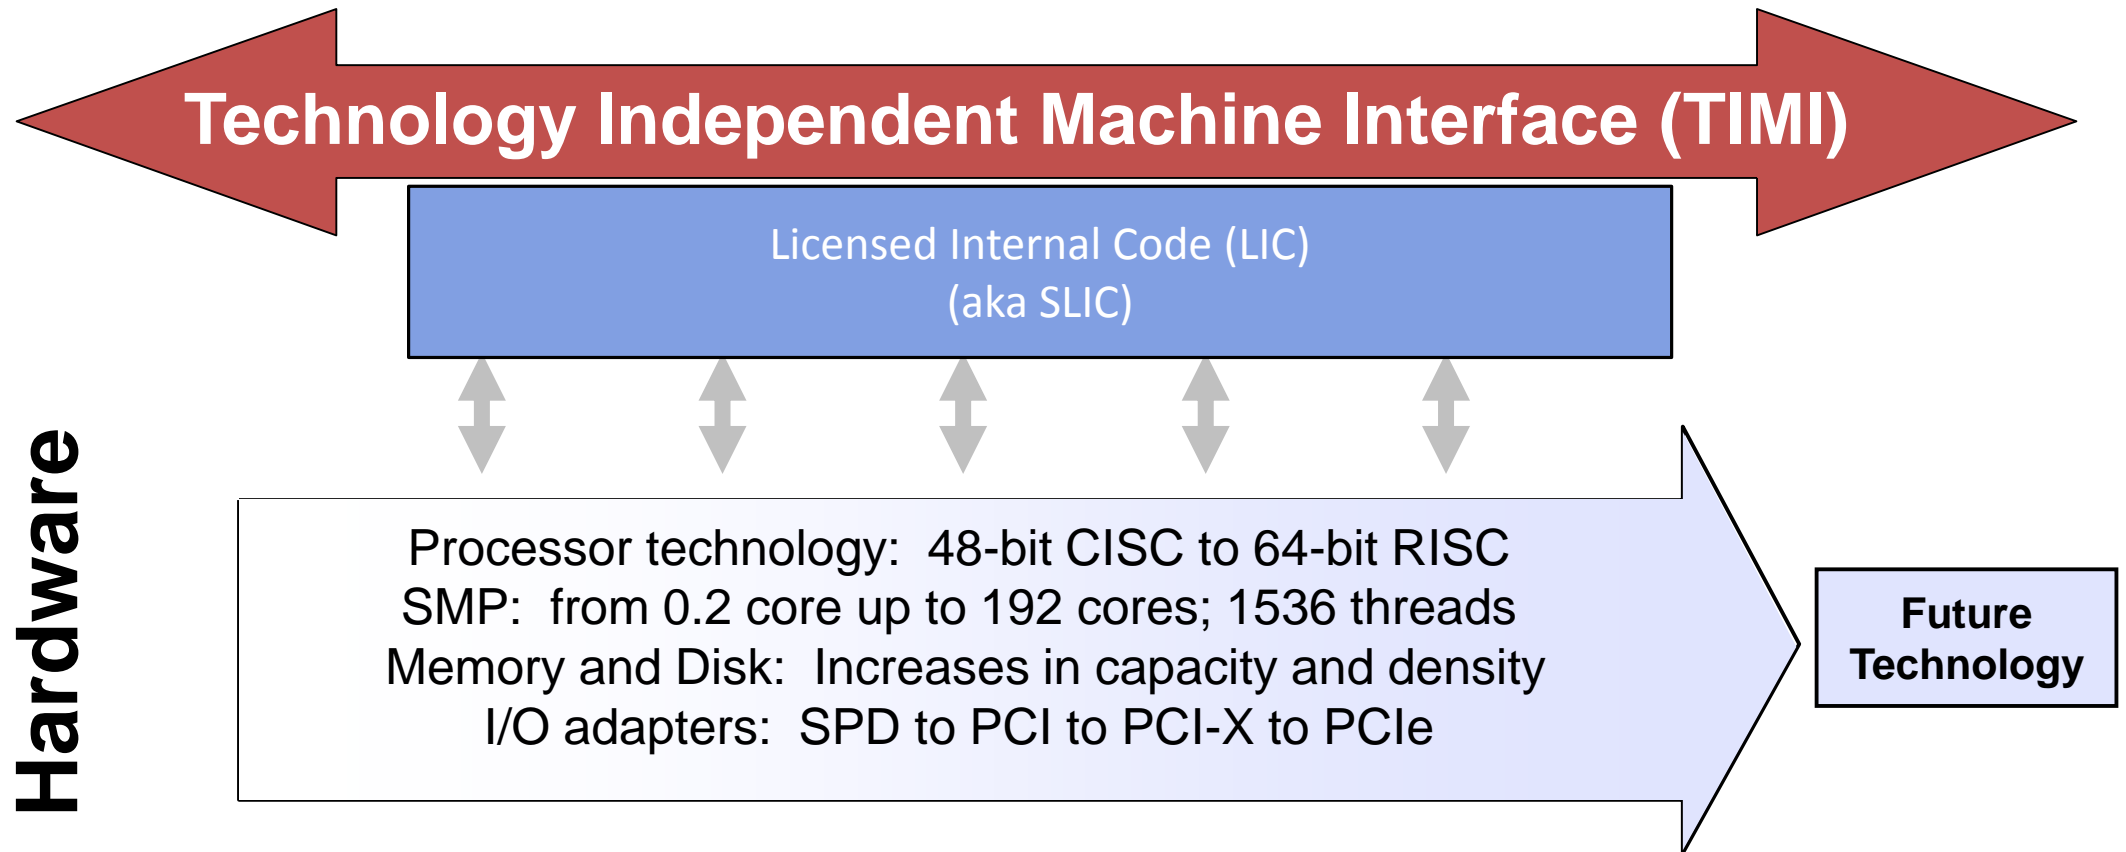 Technology Independent Machine Interface (TIMI)
Licensed Internal Code (LIC)
(aka SLIC)
Hardware
Processor technology:  48-bit CISC to 64-bit RISC
SMP:  from 0.2 core up to 192 cores; 1536 threads
Memory and Disk:  Increases in capacity and density
I/O adapters:  SPD to PCI to PCI-X to PCIe
Future
Technology